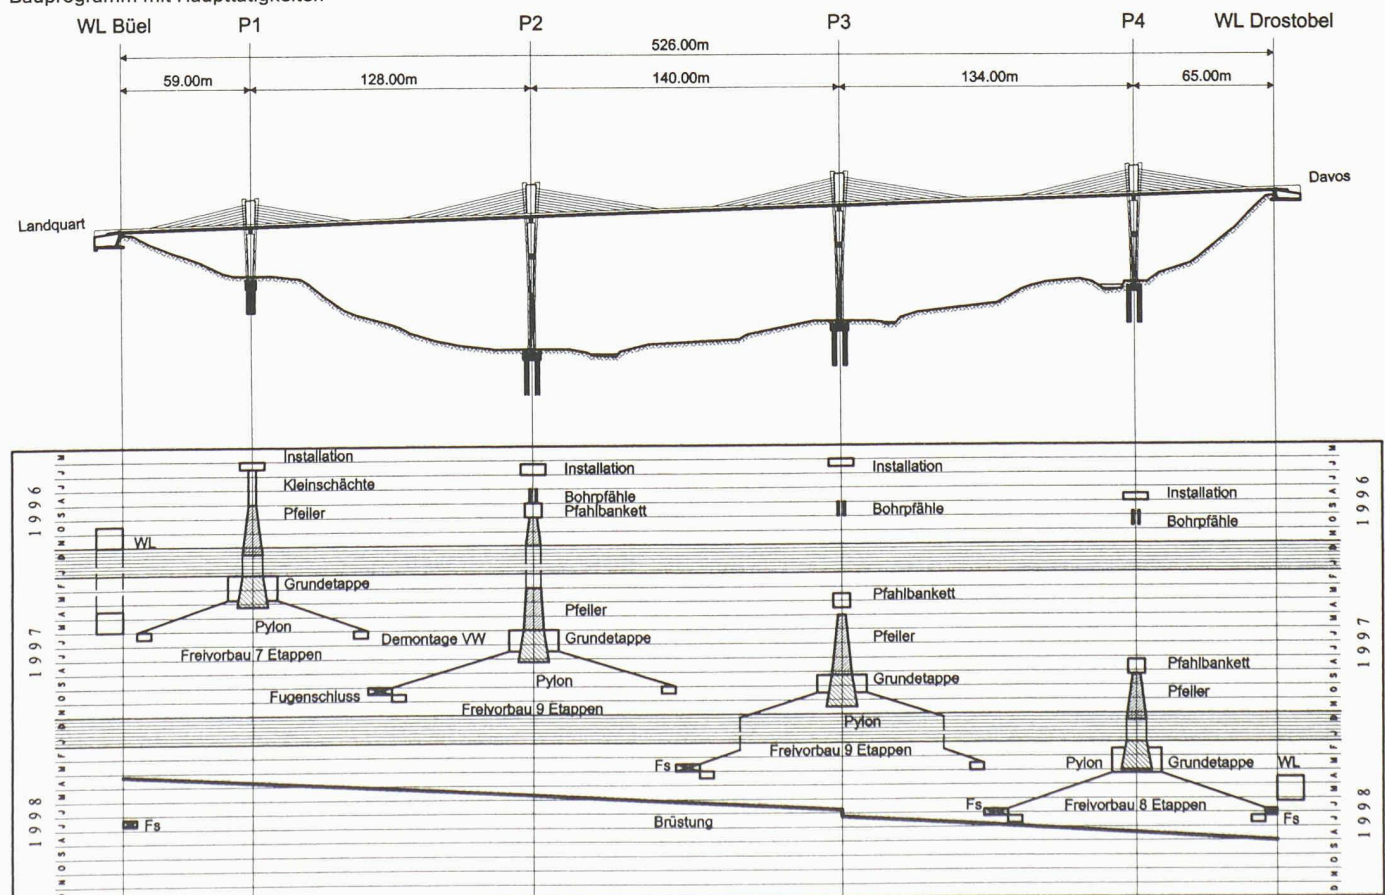 Bauprogramm mit Haupttätigkeiten
WL Büel P1 P2 P3 P4 WL Drostobel
526.00m
59.00m 128.00m 140.00m 134.00m 65.00m
Landquart
Davos
Installation
Kleinschächte
Pfeiler
Grundetappe
Pylon
Freivorbau 7 Etappen
WL
Installation
Bohrpfähle
Pfahlbankett
Pfeiler
Demontage VW
Grundetappe
Pylon
Fugenschluss
Freivorbau 9 Etappen
Installation
Bohrpfähle
Pfahlbankett
Pfeiler
Grundetappe
Pylon
Freivorbau 9 Etappen
Fs
Installation
Bohrpfähle
Pfahlbankett
Pfeiler
Pylon
Grundetappe
WL
Fs
Freivorbau 8 Etappen
Fs
Brüstung
Fs
1996
1997
1998
M J J A S O N D
J F M A M J J A S O N D
J F M A M J J A S O N D
1996
1997
1998
M J J A S O N D
J F M A M J J A S O N D
J F M A M J J A S O N D